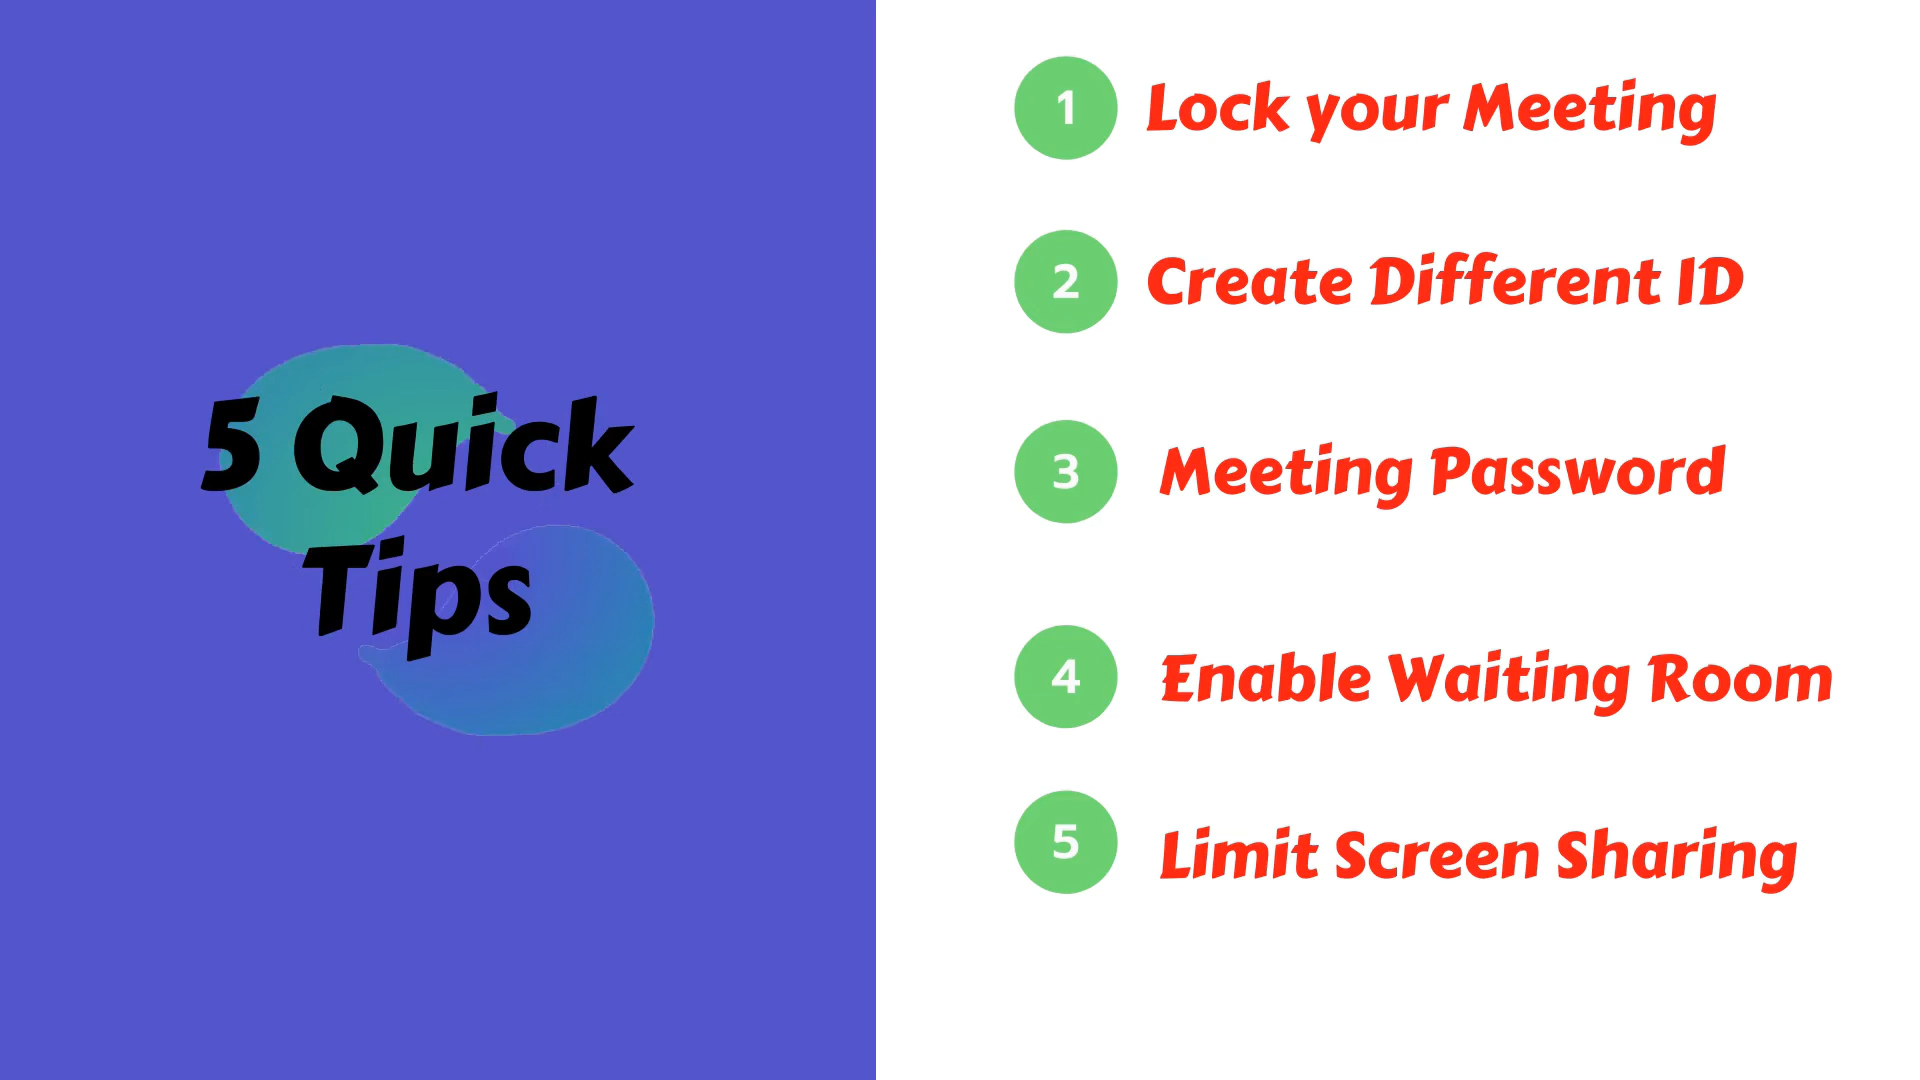 5 Quick
Tips
1 Lock your Meeting
2 Create Different ID
3 Meeting Password
4 Enable Waiting Room
5 Limit Screen Sharing